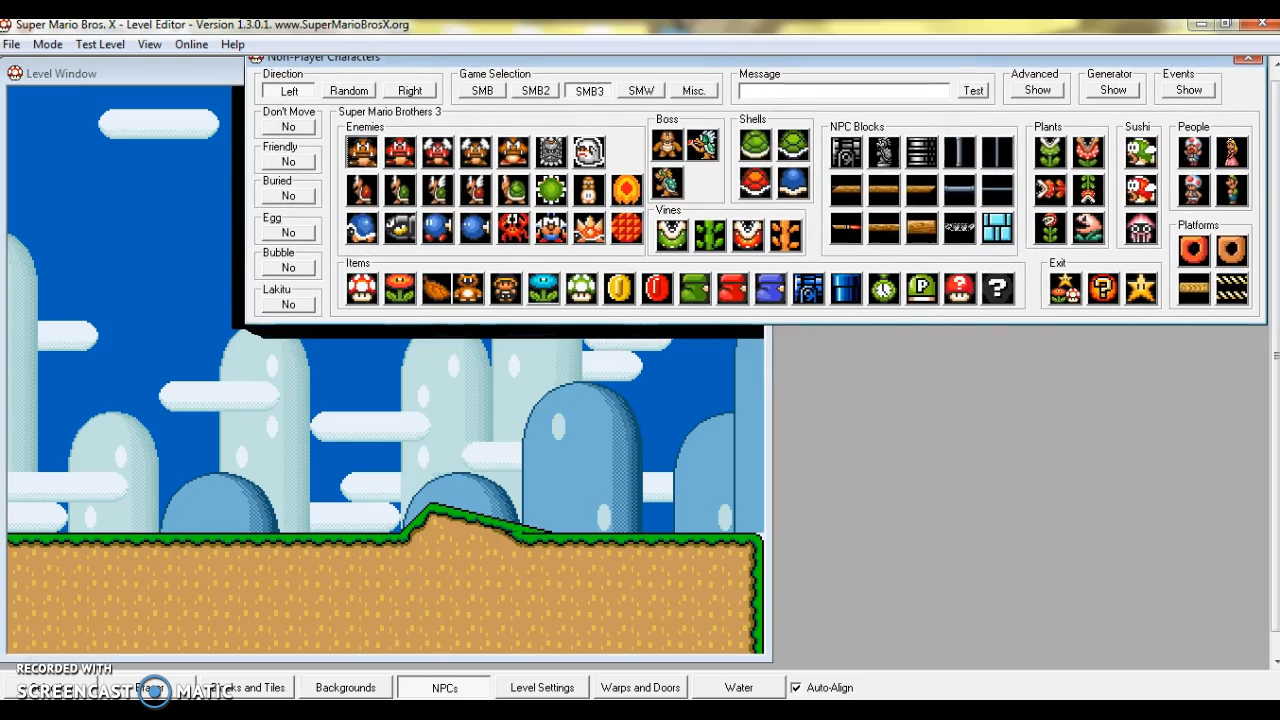 Super Mario Bros. X - Level Editor - Version 1.3.0.1. www.SuperMarioBrosX.org
File Mode Test Level View Online Help
Level Window
Non-Player Characters
Direction
Left Random Right
Game Selection
SMB SMB2 SMB3 SMW Misc.
Message
Test
Advanced
Show
Generator
Show
Events
Show
Don't Move
No
Friendly
No
Buried
No
Egg
No
Bubble
No
Lakitu
No
Super Mario Brothers 3
Enemies
Boss
Shells
Vines
NPC Blocks
Plants
Sushi
People
Platforms
Items
Exit
RECORDED WITH
SCREENCAST MATIC
Blocks and Tiles Backgrounds NPCs Level Settings Warps and Doors Water Auto-Align